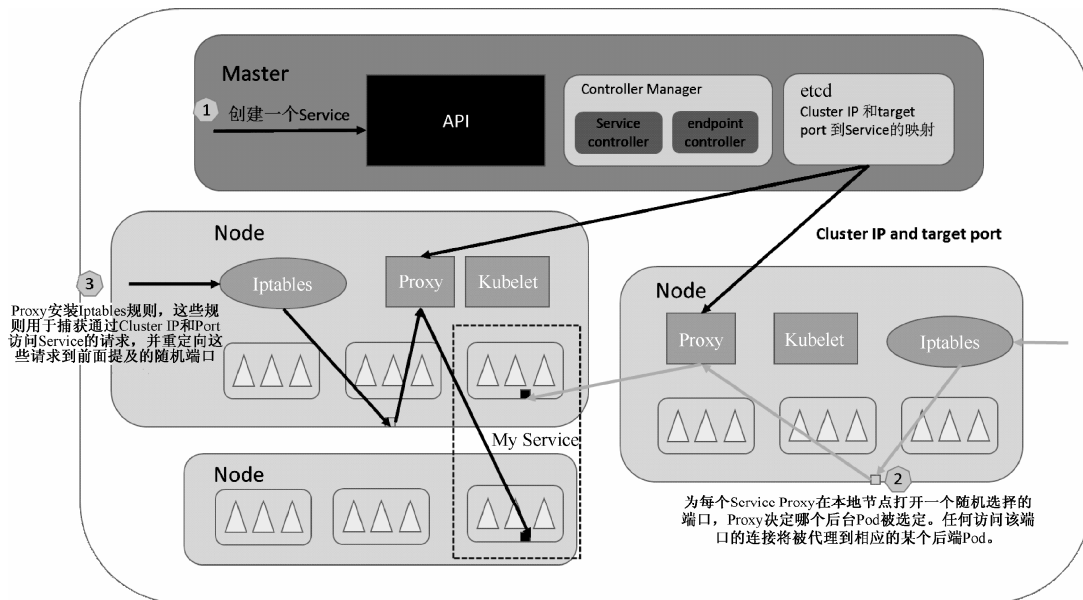 Master
1
创建一个Service
API
Controller Manager
Service
controller
endpoint
controller
etcd
Cluster IP 和target
port 到Service的映射
Node
3
Iptables
Proxy
Kubelet
Proxy安装Iptables规则，这些规
则用于捕获通过Cluster IP和Port
访问Service的请求，并重定向这
些请求到前面提及的随机端口
My Service
Node
Cluster IP and target port
Node
Proxy
Kubelet
Iptables
2
为每个Service Proxy在本地节点打开一个随机选择的
端口，Proxy决定哪个后台Pod被选定。任何访问该端
口的连接将被代理到相应的某个后端Pod。